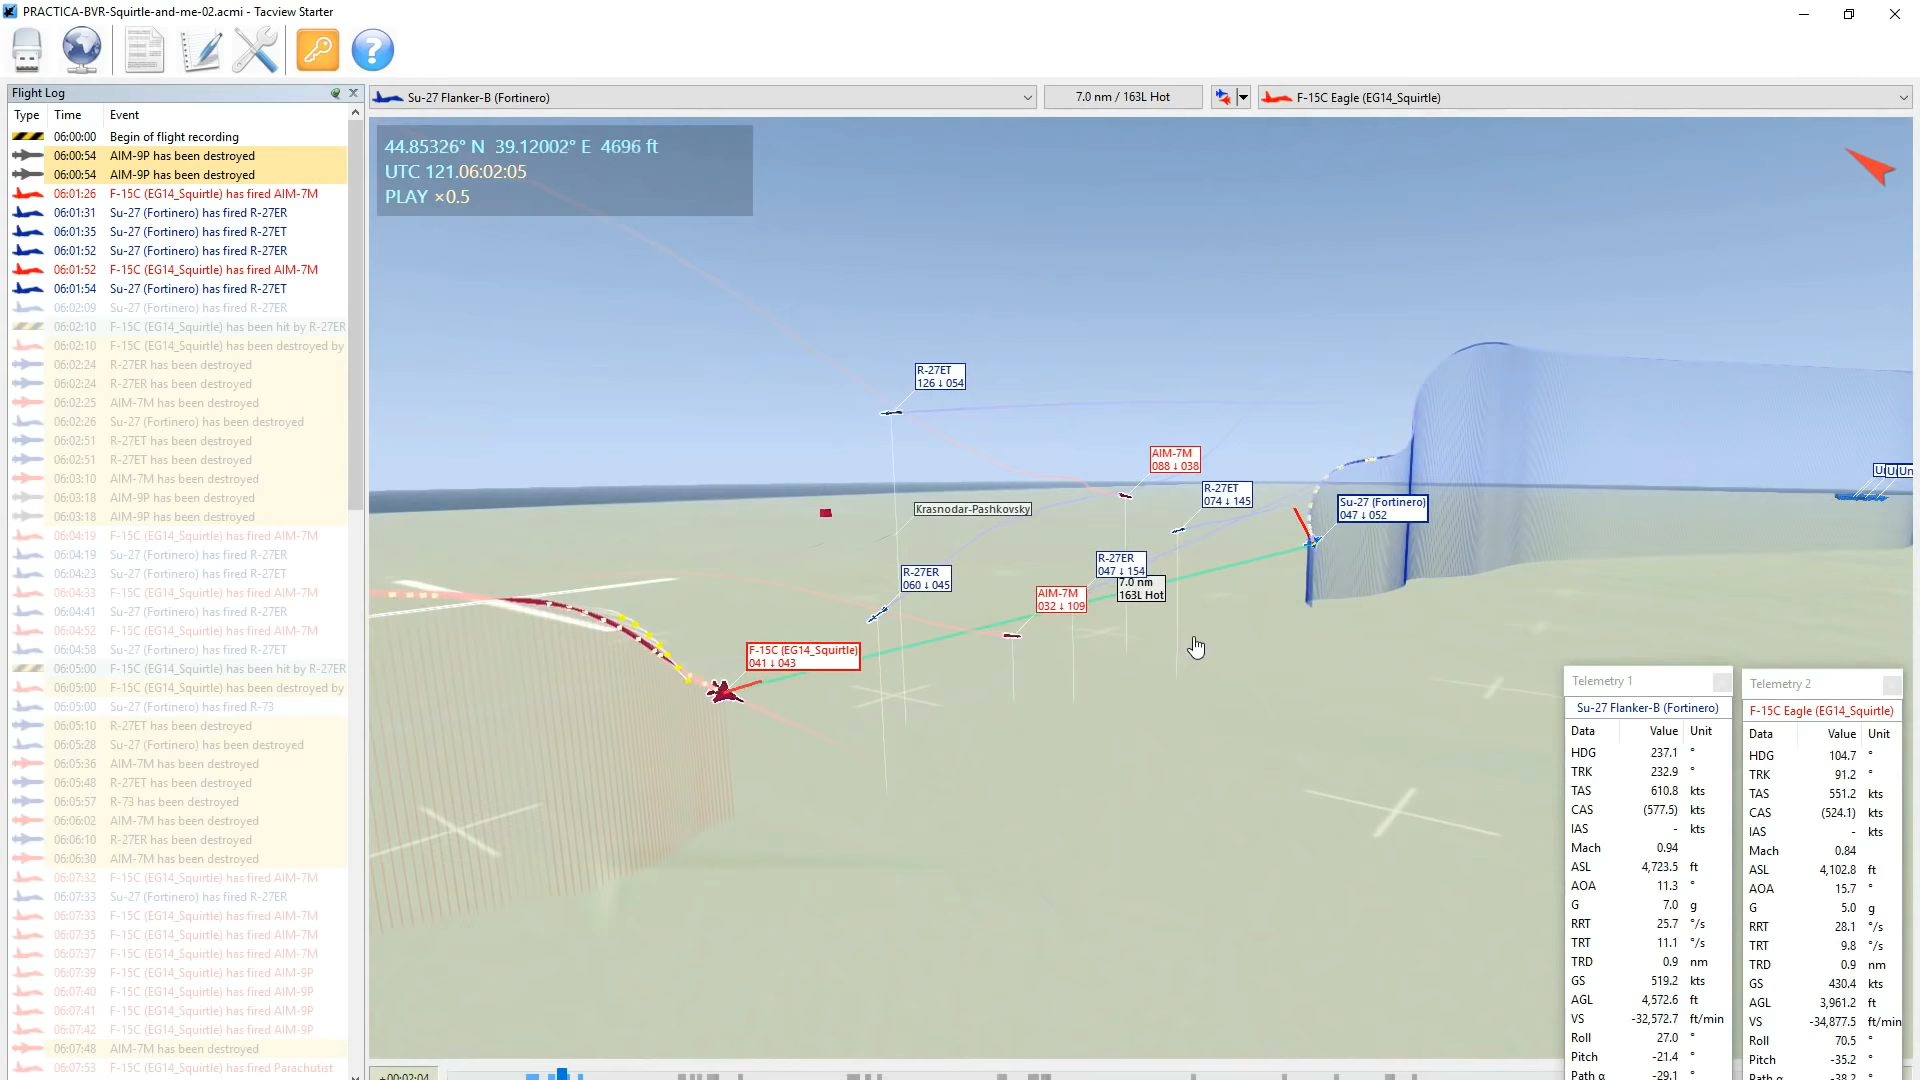 PRACTICA-BVR-Squirtle-and-me-02.acmi - Tacview Starter
Flight Log
Type Time Event
06:00:00 Begin of flight recording
06:00:54 AIM-9P has been destroyed
06:00:54 AIM-9P has been destroyed
06:01:26 F-15C (EG14_Squirtle) has fired AIM-7M
06:01:31 Su-27 (Fortinero) has fired R-27ER
06:01:35 Su-27 (Fortinero) has fired R-27ET
06:01:52 Su-27 (Fortinero) has fired R-27ER
06:01:52 F-15C (EG14_Squirtle) has fired AIM-7M
06:01:54 Su-27 (Fortinero) has fired R-27ET
06:02:09 Su-27 (Fortinero) has fired R-27ER
06:02:10 F-15C (EG14_Squirtle) has been hit by R-27ER
06:02:10 F-15C (EG14_Squirtle) has been destroyed by
06:02:24 R-27ER has been destroyed
06:02:24 R-27ER has been destroyed
06:02:25 AIM-7M has been destroyed
06:02:26 Su-27 (Fortinero) has been destroyed
06:02:51 R-27ET has been destroyed
06:02:51 R-27ET has been destroyed
06:03:10 AIM-7M has been destroyed
06:03:18 AIM-9P has been destroyed
06:03:18 AIM-9P has been destroyed
06:04:19 F-15C (EG14_Squirtle) has fired AIM-7M
06:04:19 Su-27 (Fortinero) has fired R-27ER
06:04:23 Su-27 (Fortinero) has fired R-27ET
06:04:33 F-15C (EG14_Squirtle) has fired AIM-7M
06:04:41 Su-27 (Fortinero) has fired R-27ER
06:04:52 F-15C (EG14_Squirtle) has fired AIM-7M
06:04:58 Su-27 (Fortinero) has fired R-27ER
06:05:00 F-15C (EG14_Squirtle) has been hit by R-27ER
06:05:00 F-15C (EG14_Squirtle) has been destroyed by
06:05:00 Su-27 (Fortinero) has fired R-73
06:05:10 R-27ET has been destroyed
06:05:28 Su-27 (Fortinero) has been destroyed
06:05:36 AIM-7M has been destroyed
06:05:48 R-27ET has been destroyed
06:05:57 R-73 has been destroyed
06:06:02 AIM-7M has been destroyed
06:06:10 R-27ER has been destroyed
06:06:30 AIM-7M has been destroyed
06:07:32 F-15C (EG14_Squirtle) has fired AIM-7M
06:07:33 Su-27 (Fortinero) has fired R-27ER
06:07:33 F-15C (EG14_Squirtle) has fired AIM-7M
06:07:35 F-15C (EG14_Squirtle) has fired AIM-7M
06:07:37 F-15C (EG14_Squirtle) has fired AIM-7M
06:07:39 F-15C (EG14_Squirtle) has fired AIM-9P
06:07:40 F-15C (EG14_Squirtle) has fired AIM-9P
06:07:41 F-15C (EG14_Squirtle) has fired AIM-9P
06:07:42 F-15C (EG14_Squirtle) has fired AIM-9P
06:07:48 AIM-7M has been destroyed
06:07:53 F-15C (EG14_Squirtle) has fired Parachutist
Su-27 Flanker-B (Fortinero)
7.0 nm / 163L Hot
F-15C Eagle (EG14_Squirtle)
44.85326° N 39.12002° E 4696 ft
UTC 121.06:02:05
PLAY ×0.5
R-27ET
126↓054
AIM-7M
088↓038
R-27ET
074↓145
Su-27 (Fortinero)
047↓052
Krasnodar-Pashkovsky
R-27ER
047↓154
7.0 nm
163L Hot
R-27ER
060↓045
AIM-7M
032↓109
F-15C (EG14_Squirtle)
041↓043
Telemetry 1
Su-27 Flanker-B (Fortinero)
Data Value Unit
HDG 237.1 °
TRK 232.9 °
TAS 610.8 kts
CAS (577.5) kts
IAS - kts
Mach 0.94
ASL 4,723.5 ft
AOA 11.3 °
G 7.0 g
RRT 25.7 °/s
TRT 11.1 °/s
TRD 0.9 nm
GS 519.2 kts
AGL 4,572.6 ft
VS -32,572.7 ft/min
Roll 27.0 °
Pitch -21.4 °
Path α -29.1 °
Telemetry 2
F-15C Eagle (EG14_Squirtle)
Data Value Unit
HDG 104.7 °
TRK 91.2 °
TAS 551.2 kts
CAS (524.1) kts
IAS - kts
Mach 0.84
ASL 4,102.8 ft
AOA 15.7 °
G 5.0 g
RRT 28.1 °/s
TRT 9.8 °/s
TRD 0.9 nm
GS 430.4 kts
AGL 3,961.2 ft
VS -34,877.5 ft/min
Roll 70.5 °
Pitch -35.2 °
Path α -38.2 °
+00:02:04